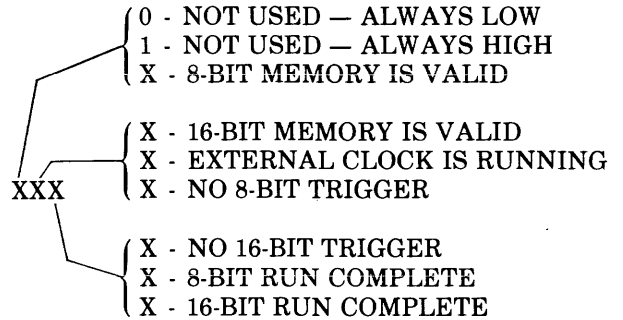 0 - NOT USED — ALWAYS LOW
1 - NOT USED — ALWAYS HIGH
X - 8-BIT MEMORY IS VALID
X - 16-BIT MEMORY IS VALID
X - EXTERNAL CLOCK IS RUNNING
XXX
X - NO 8-BIT TRIGGER
X - NO 16-BIT TRIGGER
X - 8-BIT RUN COMPLETE
X - 16-BIT RUN COMPLETE